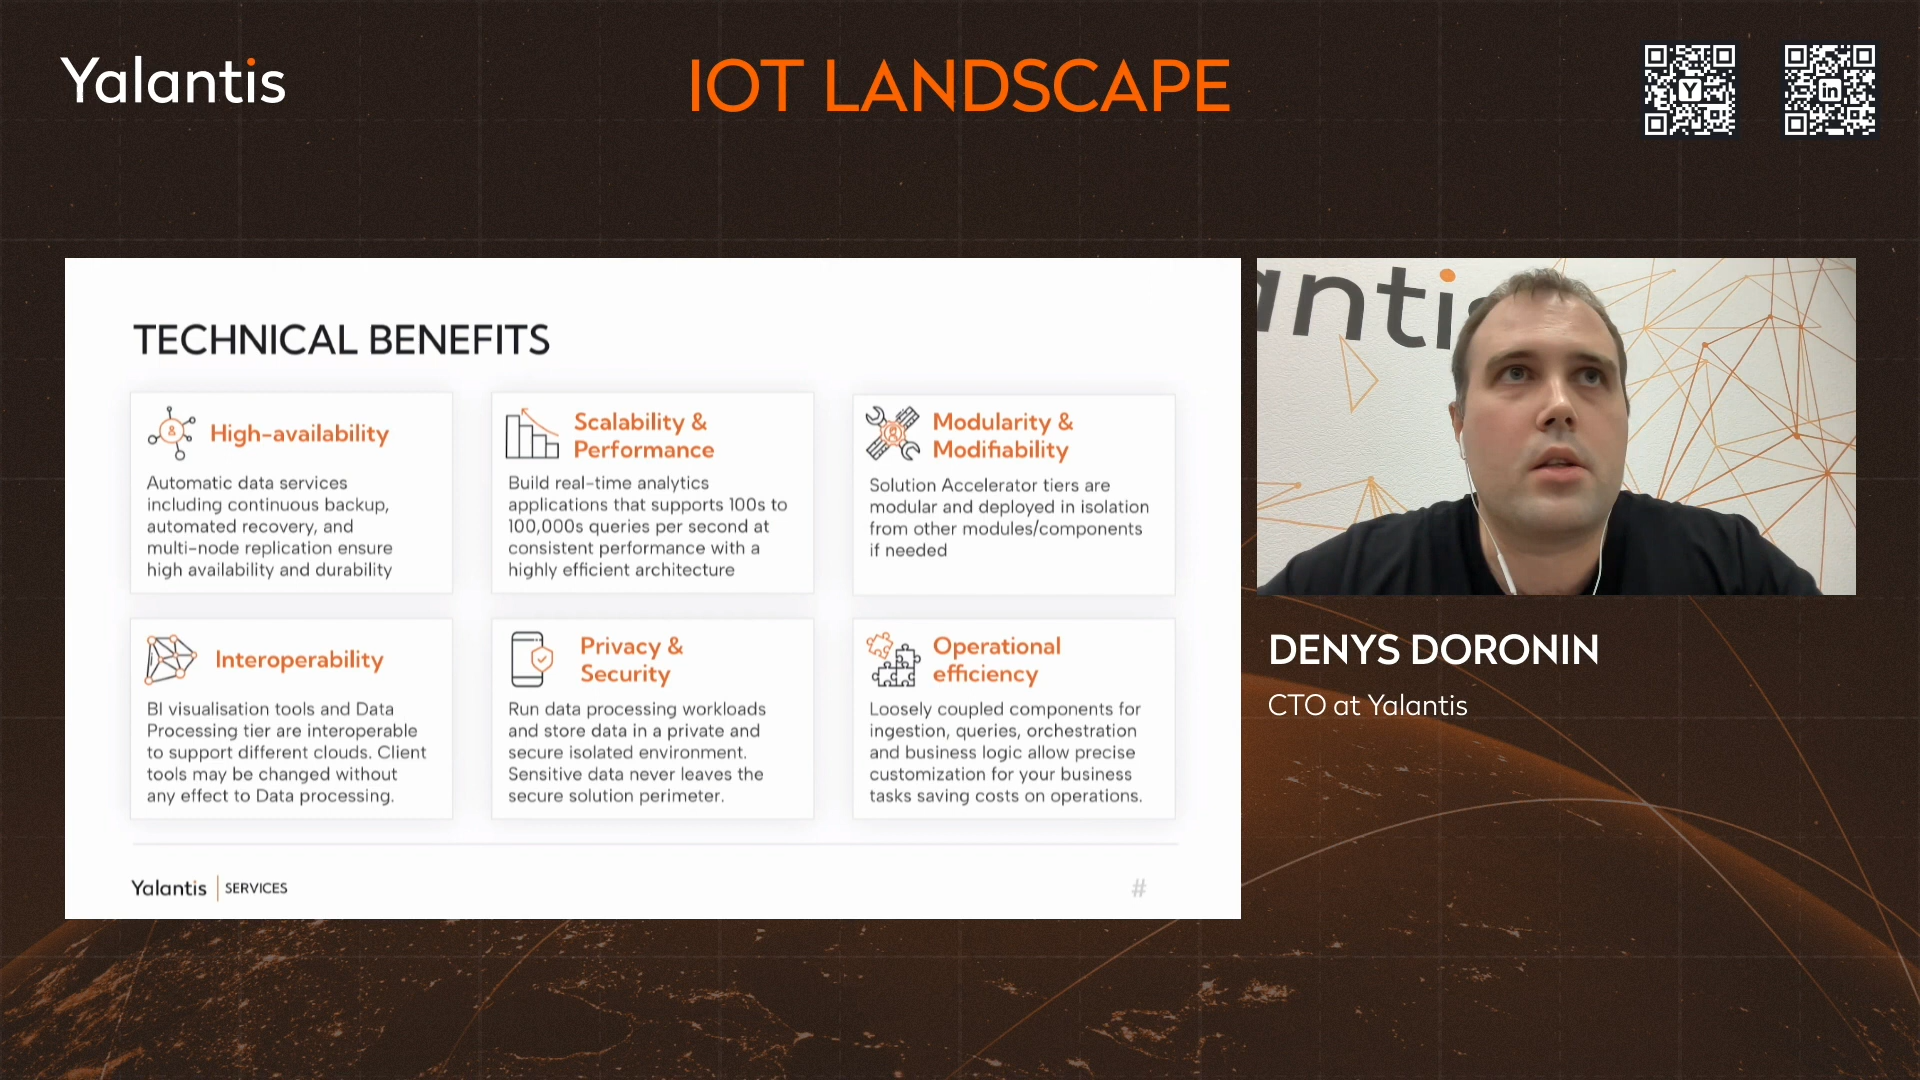 Yalantis
IOT LANDSCAPE
Y
in
TECHNICAL BENEFITS
High-availability
Automatic data services
including continuous backup,
automated recovery, and
multi-node replication ensure
high availability and durability
Scalability &
Performance
Build real-time analytics
applications that supports 100s to
100,000s queries per second at
consistent performance with a
highly efficient architecture
Modularity &
Modifiability
Solution Accelerator tiers are
modular and deployed in isolation
from other modules/components
if needed
Interoperability
BI visualisation tools and Data
Processing tier are interoperable
to support different clouds. Client
tools may be changed without
any effect to Data processing.
Privacy &
Security
Run data processing workloads
and store data in a private and
secure isolated environment.
Sensitive data never leaves the
secure solution perimeter.
Operational
efficiency
Loosely coupled components for
ingestion, queries, orchestration
and business logic allow precise
customization for your business
tasks saving costs on operations.
Yalantis | SERVICES
#
antis
DENYS DORONIN
CTO at Yalantis